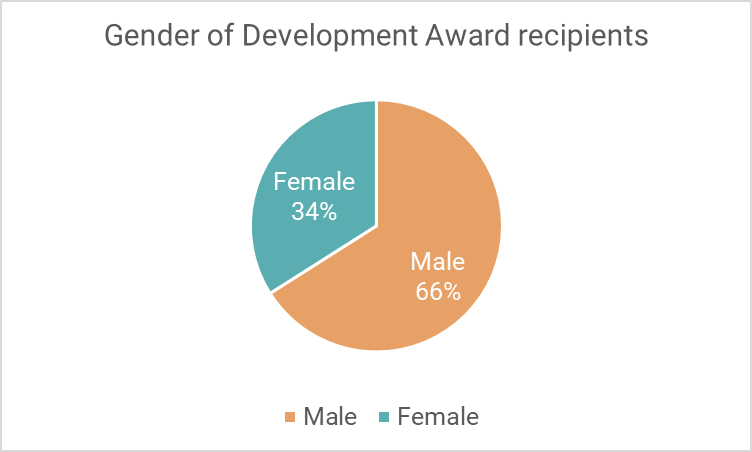 Gender of Development Award recipients
Female
34%
Male
66%
Male Female